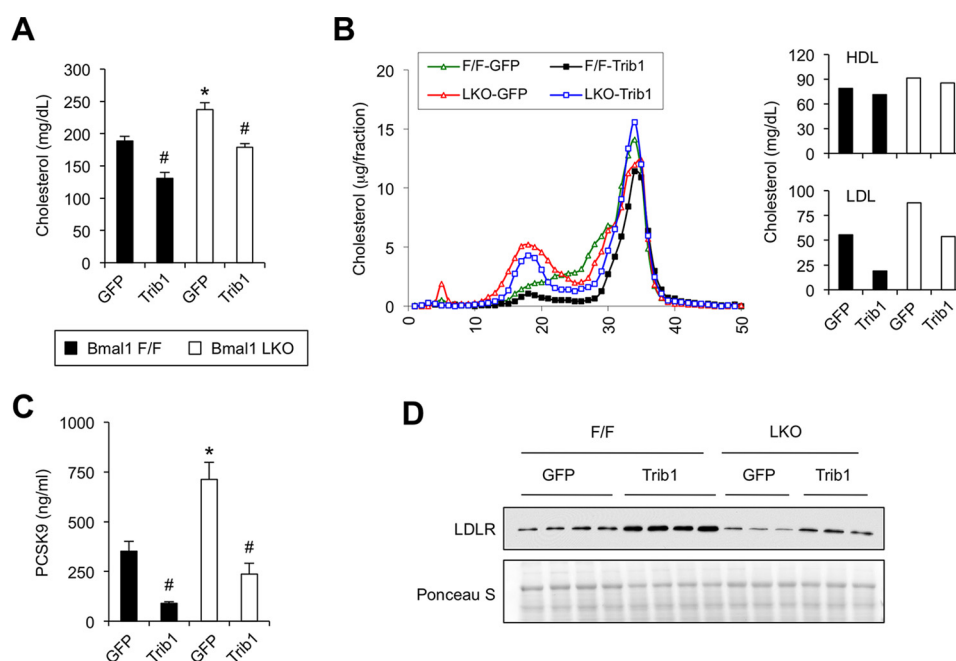 A
Cholesterol (mg/dL)
300
250
200
150
100
50
0
#
*
#
GFP
Trib1
GFP
Trib1
Bmal1 F/F
Bmal1 LKO
B
F/F-GFP
F/F-Trib1
LKO-GFP
LKO-Trib1
Cholesterol (µg/fraction)
20
15
10
5
0
0
10
20
30
40
50
Cholesterol (mg/dL)
HDL
120
90
60
30
0
LDL
100
75
50
25
0
GFP
Trib1
GFP
Trib1
C
PCSK9 (ng/ml)
1000
750
500
250
0
#
*
#
GFP
Trib1
GFP
Trib1
D
F/F
LKO
GFP
Trib1
GFP
Trib1
LDLR
Ponceau S